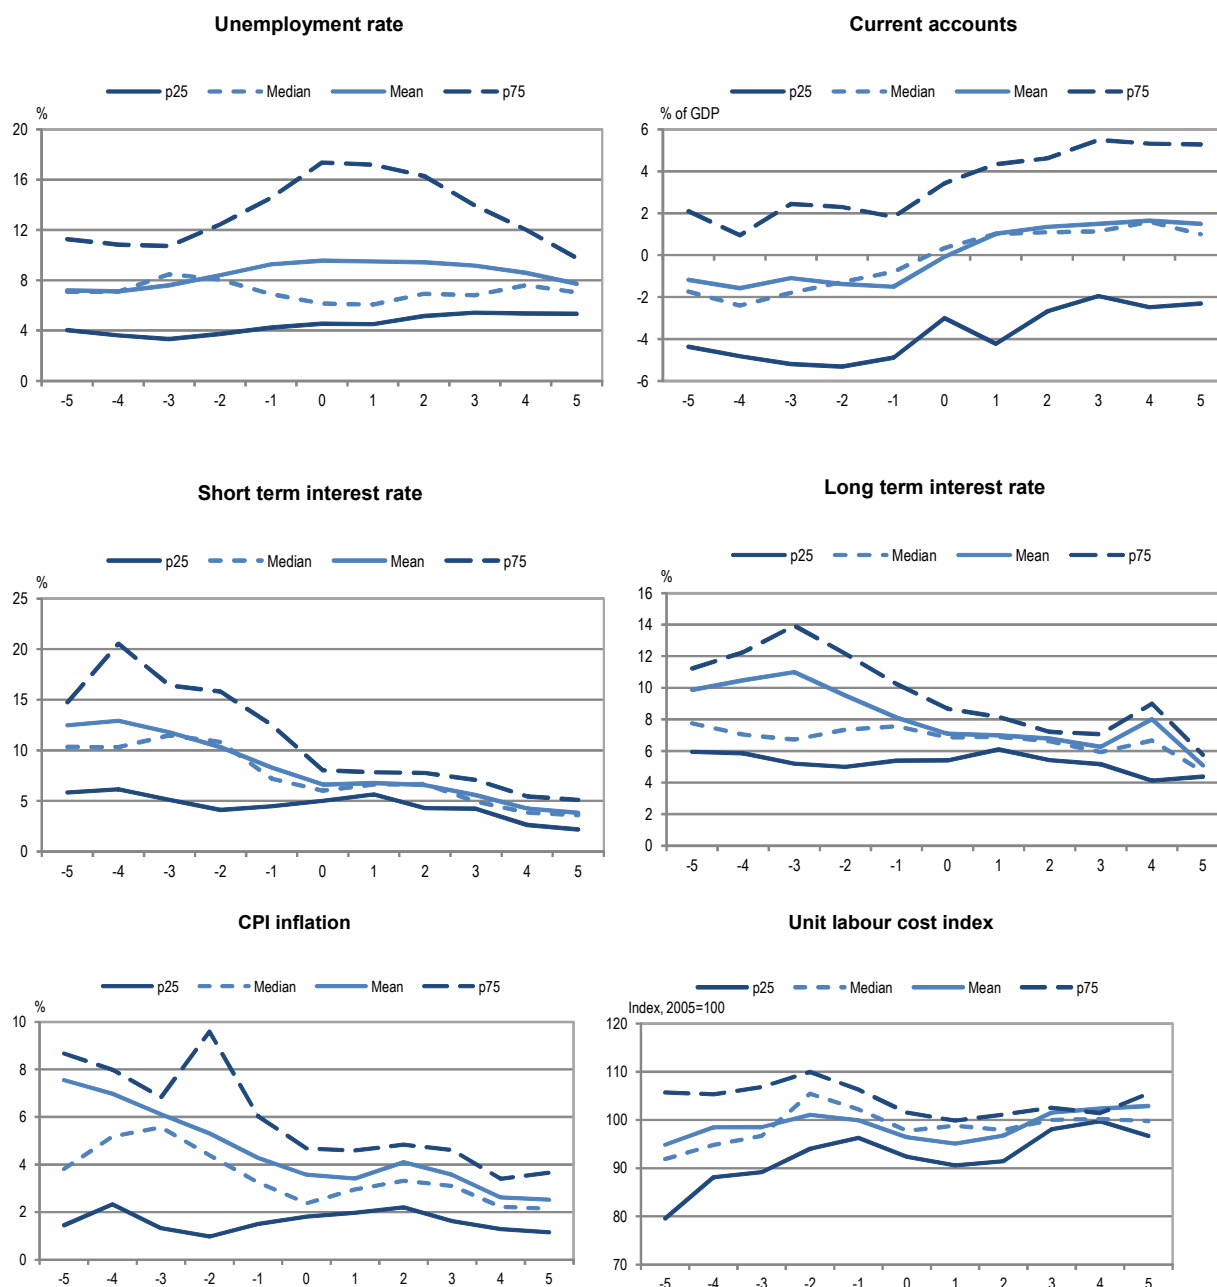 Unemployment rate
p25 Median Mean p75
%
20
16
12
8
4
0
-5 -4 -3 -2 -1 0 1 2 3 4 5
Current accounts
p25 Median Mean p75
% of GDP
6
4
2
0
-2
-4
-6
-5 -4 -3 -2 -1 0 1 2 3 4 5
Short term interest rate
p25 Median Mean p75
%
25
20
15
10
5
0
-5 -4 -3 -2 -1 0 1 2 3 4 5
Long term interest rate
p25 Median Mean p75
%
16
14
12
10
8
6
4
2
0
-5 -4 -3 -2 -1 0 1 2 3 4 5
CPI inflation
p25 Median Mean p75
%
10
8
6
4
2
0
-5 -4 -3 -2 -1 0 1 2 3 4 5
Unit labour cost index
p25 Median Mean p75
Index, 2005=100
120
110
100
90
80
70
-5 -4 -3 -2 -1 0 1 2 3 4 5